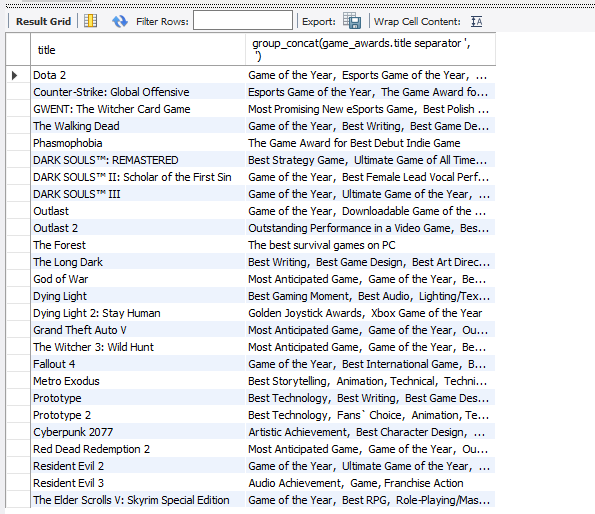 Result Grid Filter Rows: Export: Wrap Cell Content: IA
title group_concat(game_awards.title separator ',
')
Dota 2 Game of the Year, Esports Game of the Year, ...
Counter-Strike: Global Offensive Esports Game of the Year, The Game Award fo...
GWENT: The Witcher Card Game Most Promising New eSports Game, Best Polish ...
The Walking Dead Game of the Year, Best Writing, Best Game De...
Phasmophobia The Game Award for Best Debut Indie Game
DARK SOULS™: REMASTERED Best Strategy Game, Ultimate Game of All Time...
DARK SOULS™ II: Scholar of the First Sin Game of the Year, Best Female Lead Vocal Perf...
DARK SOULS™ III Game of the Year, Ultimate Game of the Year, ...
Outlast Game of the Year, Downloadable Game of the ...
Outlast 2 Outstanding Performance in a Video Game, Bes...
The Forest The best survival games on PC
The Long Dark Best Writing, Best Game Design, Best Art Direc...
God of War Most Anticipated Game, Game of the Year, Be...
Dying Light Best Gaming Moment, Best Audio, Lighting/Tex...
Dying Light 2: Stay Human Golden Joystick Awards, Xbox Game of the Year
Grand Theft Auto V Most Anticipated Game, Game of the Year, Ou...
The Witcher 3: Wild Hunt Most Anticipated Game, Game of the Year, Be...
Fallout 4 Game of the Year, Best International Game, B...
Metro Exodus Best Storytelling, Animation, Technical, Techni...
Prototype Best Technology, Best Writing, Best Game Des...
Prototype 2 Best Technology, Fans` Choice, Animation, Te...
Cyberpunk 2077 Artistic Achievement, Best Character Design, ...
Red Dead Redemption 2 Most Anticipated Game, Game of the Year, Ou...
Resident Evil 2 Game of the Year, Ultimate Game of the Year, ...
Resident Evil 3 Audio Achievement, Game, Franchise Action
The Elder Scrolls V: Skyrim Special Edition Game of the Year, Best RPG, Role-Playing/Mas...